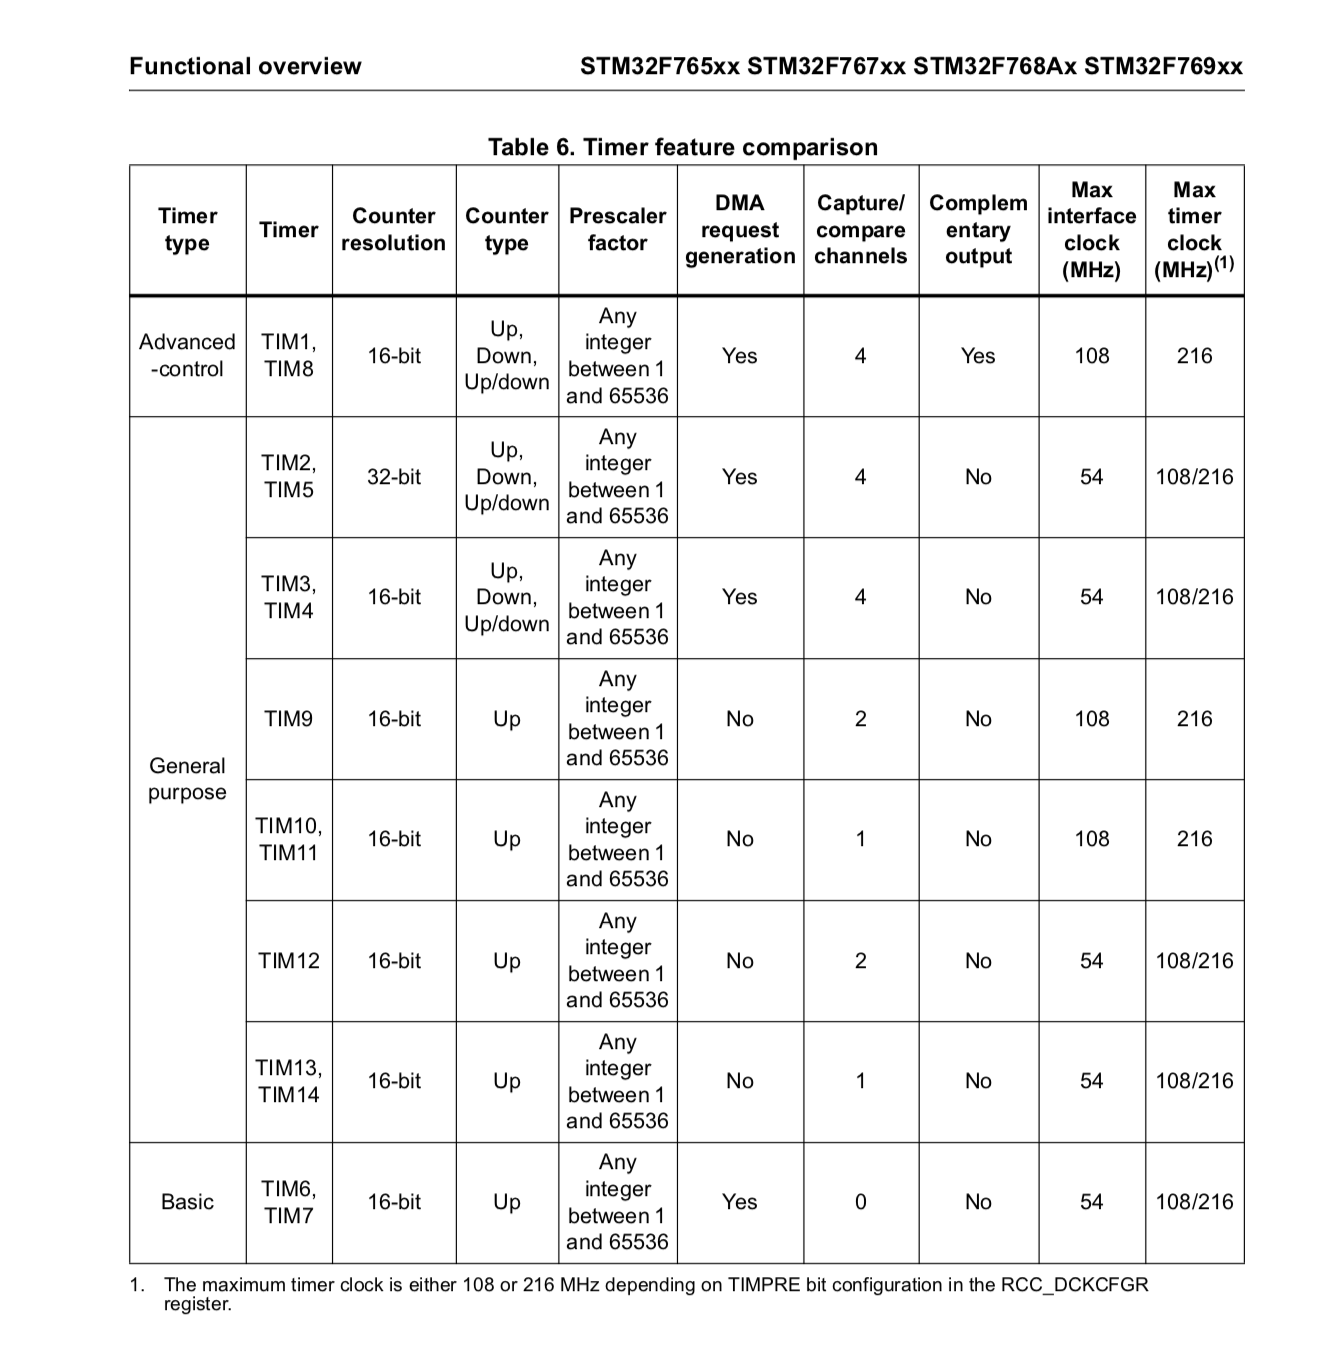 Functional overview
STM32F765xx STM32F767xx STM32F768Ax STM32F769xx
Table 6. Timer feature comparison
Timer
type
Timer
Counter
resolution
Counter
type
Prescaler
factor
DMA
request
generation
Capture/
compare
channels
Complem
entary
output
Max
interface
clock
(MHz)
Max
timer
clock
(MHz)(1)
Advanced
-control
TIM1,
TIM8
16-bit
Up,
Down,
Up/down
Any
integer
between 1
and 65536
Yes
4
Yes
108
216
General
purpose
TIM2,
TIM5
32-bit
Up,
Down,
Up/down
Any
integer
between 1
and 65536
Yes
4
No
54
108/216
TIM3,
TIM4
16-bit
Up,
Down,
Up/down
Any
integer
between 1
and 65536
Yes
4
No
54
108/216
TIM9
16-bit
Up
Any
integer
between 1
and 65536
No
2
No
108
216
TIM10,
TIM11
16-bit
Up
Any
integer
between 1
and 65536
No
1
No
108
216
TIM12
16-bit
Up
Any
integer
between 1
and 65536
No
2
No
54
108/216
TIM13,
TIM14
16-bit
Up
Any
integer
between 1
and 65536
No
1
No
54
108/216
Basic
TIM6,
TIM7
16-bit
Up
Any
integer
between 1
and 65536
Yes
0
No
54
108/216
1. The maximum timer clock is either 108 or 216 MHz depending on TIMPRE bit configuration in the RCC_DCKCFGR
register.